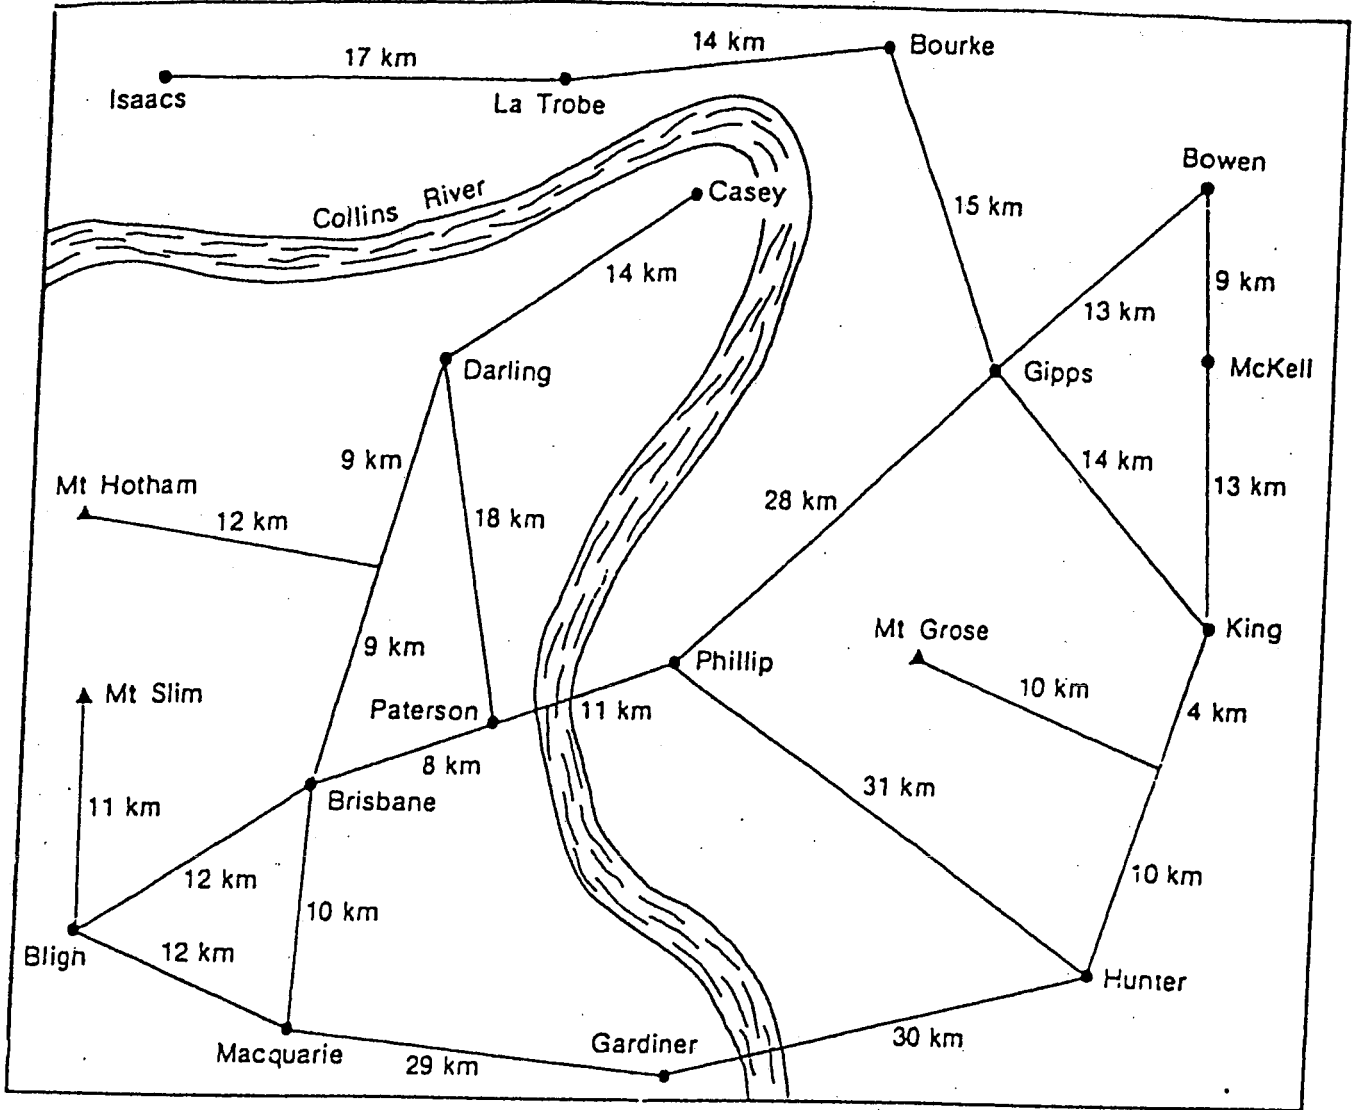 14 km
Bourke
17 km
Isaacs
La Trobe
Bowen
Collins River
Casey
15 km
14 km
9 km
13 km
Darling
Gipps
McKell
9 km
14 km
Mt Hotham
13 km
12 km
18 km
28 km
Mt Grose
King
9 km
Phillip
Mt Slim
10 km
Paterson
11 km
4 km
8 km
31 km
Brisbane
11 km
12 km
10 km
10 km
Bligh
12 km
Hunter
Macquarie
Gardiner
30 km
29 km